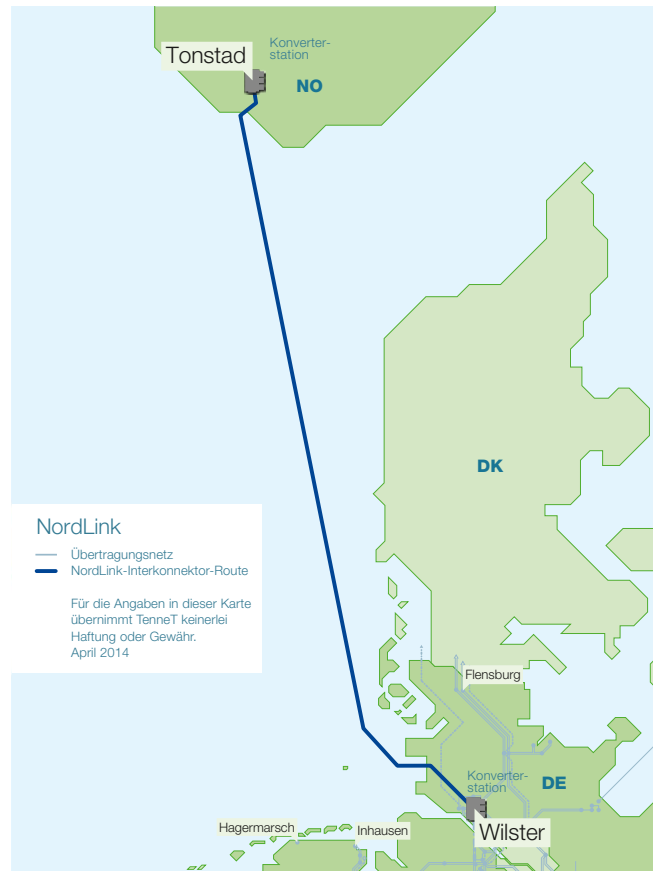 Konverter-
station
Tonstad
NO
DK
NordLink
Übertragungsnetz
NordLink-Interkonnektor-Route
Für die Angaben in dieser Karte
übernimmt TenneT keinerlei
Haftung oder Gewähr.
April 2014
Flensburg
Konverter-
station
DE
Hagermarsch
Inhausen
Wilster